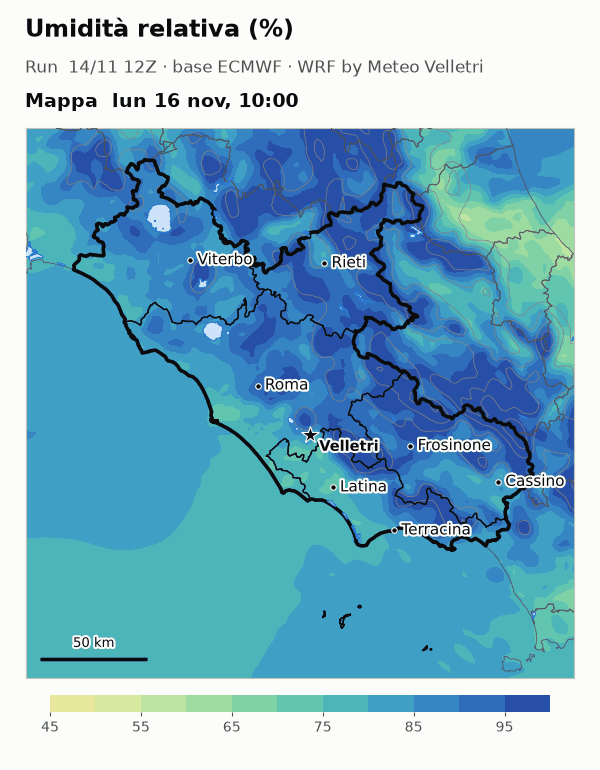 Umidità relativa (%)
Run  14/11 12Z · base ECMWF · WRF by Meteo Velletri
Mappa  lun 16 nov, 10:00
Viterbo
Rieti
Roma
Velletri
Frosinone
Cassino
Latina
Terracina
50 km
45 55 65 75 85 95